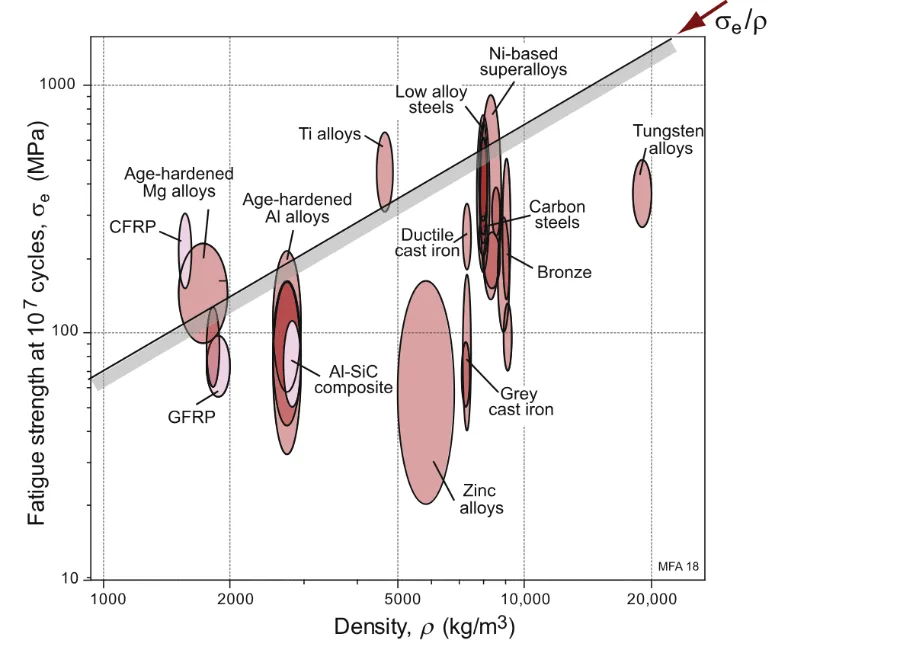 σe/ρ
Ni-based
superalloys
1000
Low alloy
steels
Ti alloys
Tungsten
alloys
Age-hardened
Mg alloys
Age-hardened
Al alloys
CFRP
Carbon
steels
Ductile
cast iron
Bronze
100
Al-SiC
composite
Grey
cast iron
GFRP
Zinc
alloys
MFA 18
10
1000 2000 5000 10,000 20,000
Density, ρ (kg/m³)
Fatigue strength at 10⁷ cycles, σe (MPa)